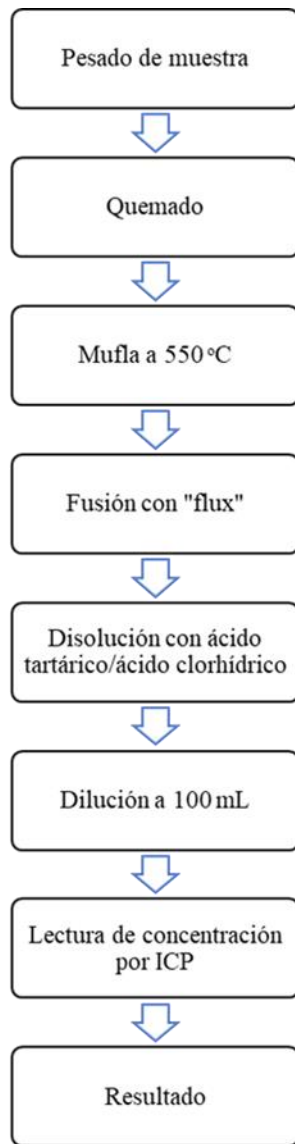 Pesado de muestra
Quemado
Mufla a 550 ºC
Fusión con "flux"
Disolución con ácido
tartárico/ácido clorhídrico
Dilución a 100 mL
Lectura de concentración
por ICP
Resultado